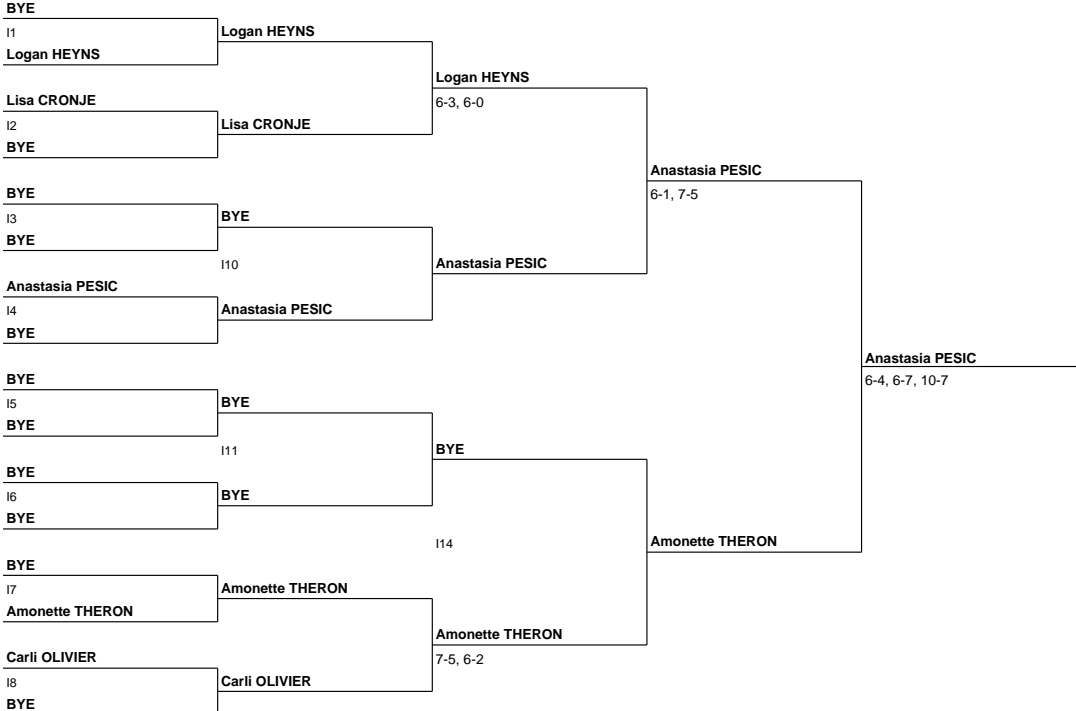 BYE
I1
Logan HEYNS
Logan HEYNS
Logan HEYNS
6-3, 6-0
Lisa CRONJE
I2
Lisa CRONJE
BYE
Anastasia PESIC
6-1, 7-5
BYE
I3
BYE
BYE
I10
Anastasia PESIC
Anastasia PESIC
I4
Anastasia PESIC
BYE
Anastasia PESIC
6-4, 6-7, 10-7
BYE
I5
BYE
BYE
I11
BYE
BYE
I6
BYE
BYE
I14
Amonette THERON
BYE
I7
Amonette THERON
Amonette THERON
Amonette THERON
7-5, 6-2
Carli OLIVIER
I8
Carli OLIVIER
BYE